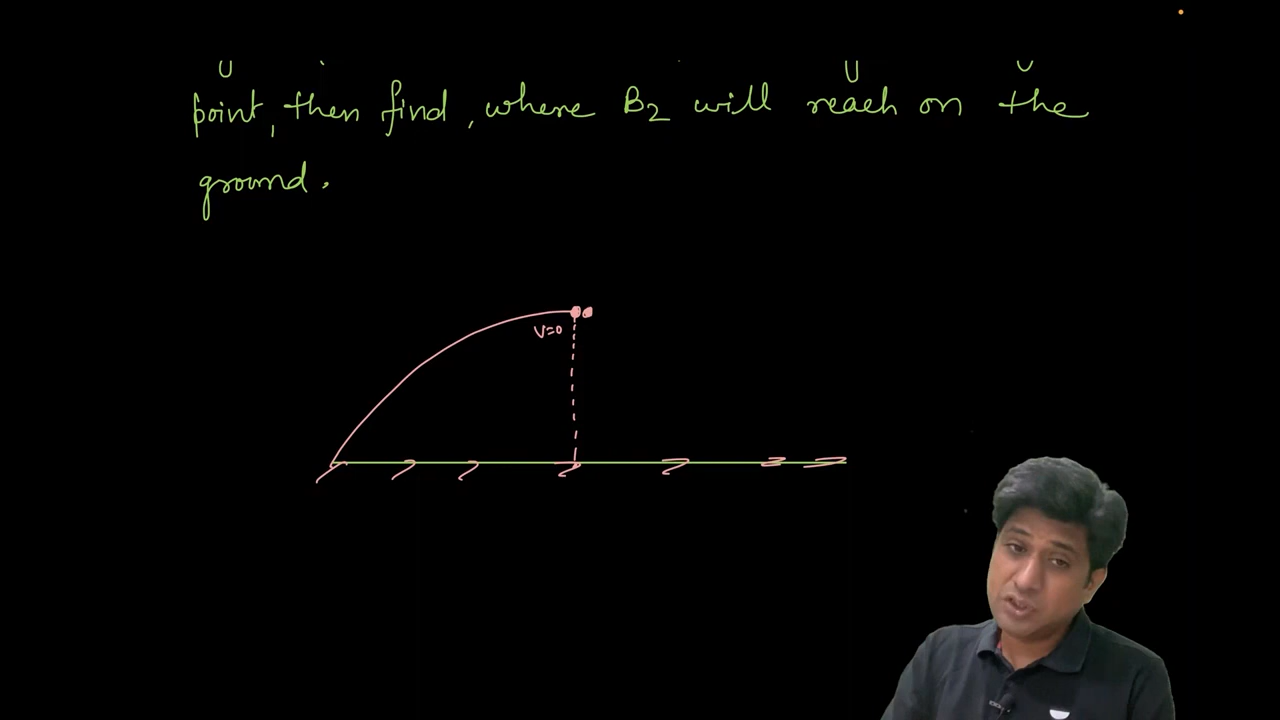 point, then find, where B2 will reach on the
ground.
V=0